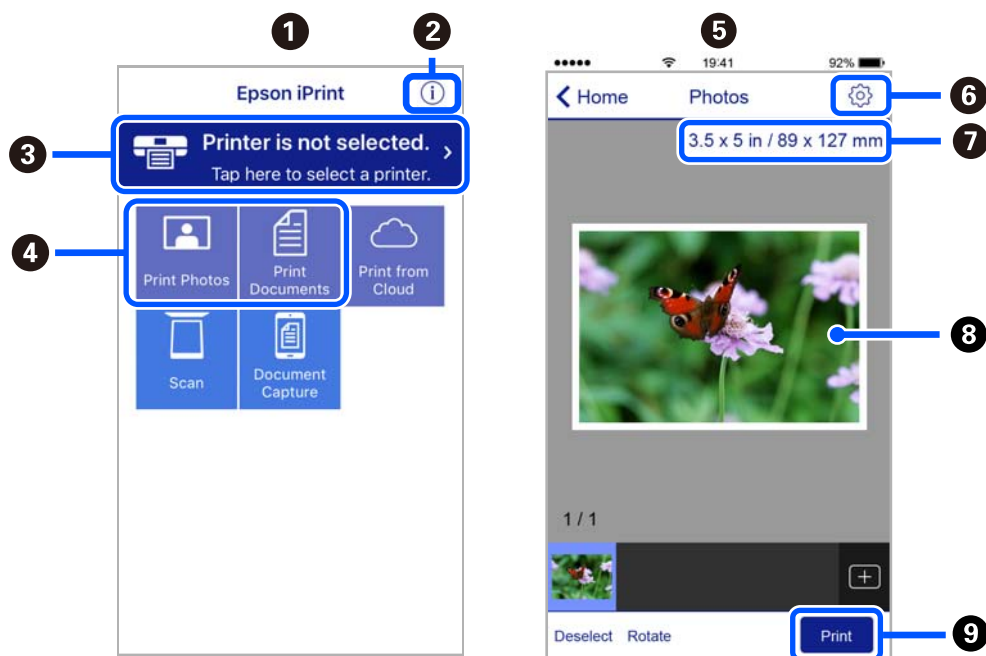 1
2
Epson iPrint
i
3
Printer is not selected.
Tap here to select a printer.
4
Print Photos
Print
Documents
Print from
Cloud
Scan
Document
Capture
5
19:41
92%
Home
Photos
6
3.5 x 5 in / 89 x 127 mm
7
8
1 / 1
Deselect
Rotate
Print
9